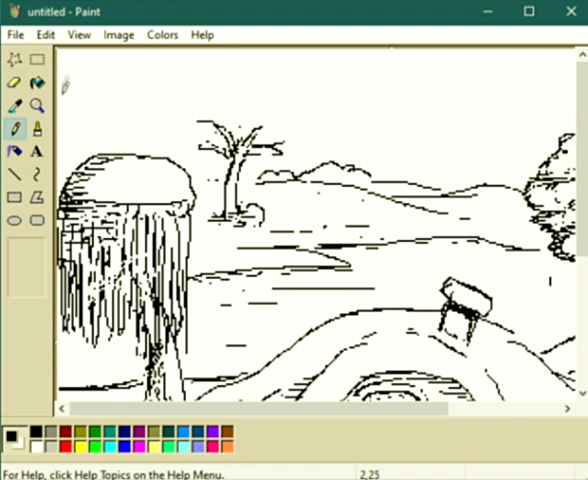 untitled - Paint
File Edit View Image Colors Help
A
For Help, click Help Topics on the Help Menu.
2,25